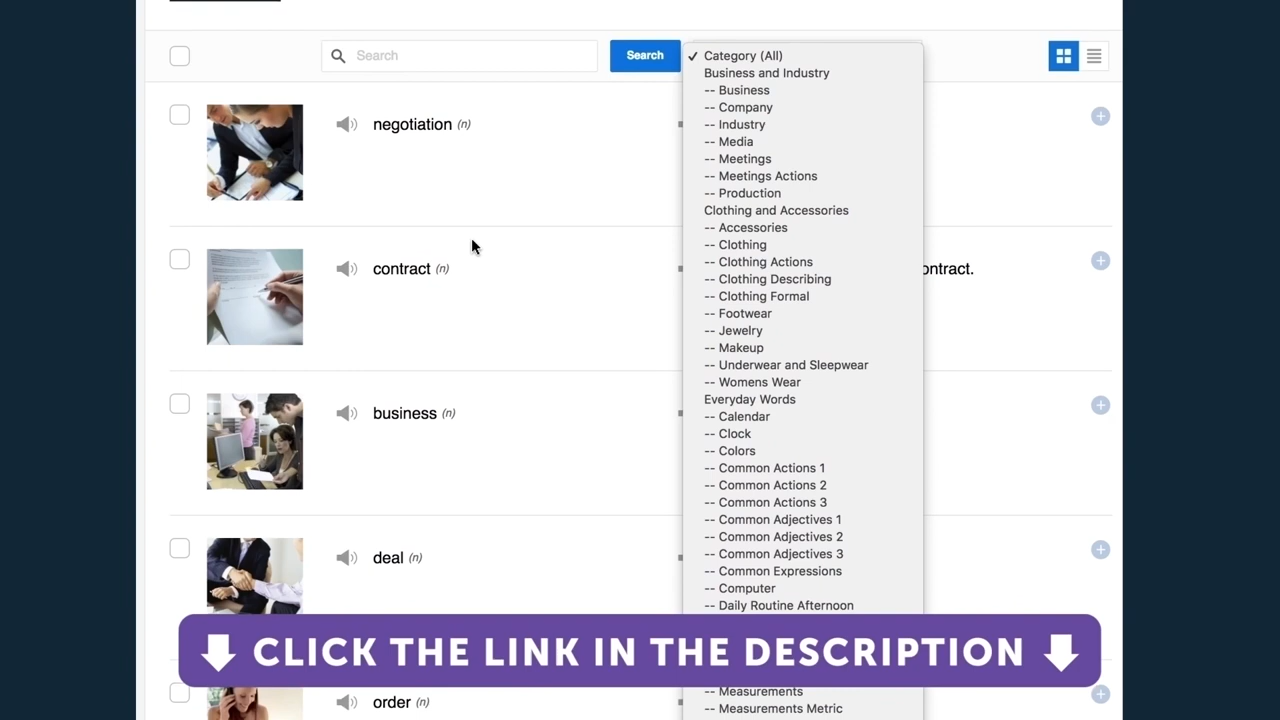 Search
Search
Category (All)
Business and Industry
-- Business
-- Company
-- Industry
-- Media
-- Meetings
-- Meetings Actions
-- Production
Clothing and Accessories
-- Accessories
-- Clothing
-- Clothing Actions
-- Clothing Describing
-- Clothing Formal
-- Footwear
-- Jewelry
-- Makeup
-- Underwear and Sleepwear
-- Womens Wear
Everyday Words
-- Calendar
-- Clock
-- Colors
-- Common Actions 1
-- Common Actions 2
-- Common Actions 3
-- Common Adjectives 1
-- Common Adjectives 2
-- Common Adjectives 3
-- Common Expressions
-- Computer
-- Daily Routine Afternoon
-- Measurements
-- Measurements Metric
negotiation (n)
contract (n)
ontract.
business (n)
deal (n)
order (n)
CLICK THE LINK IN THE DESCRIPTION